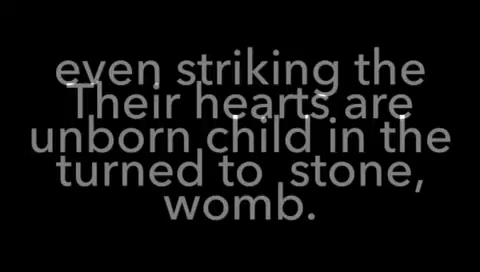 even striking the
Their hearts are
unborn child in the
turned to stone,
womb.